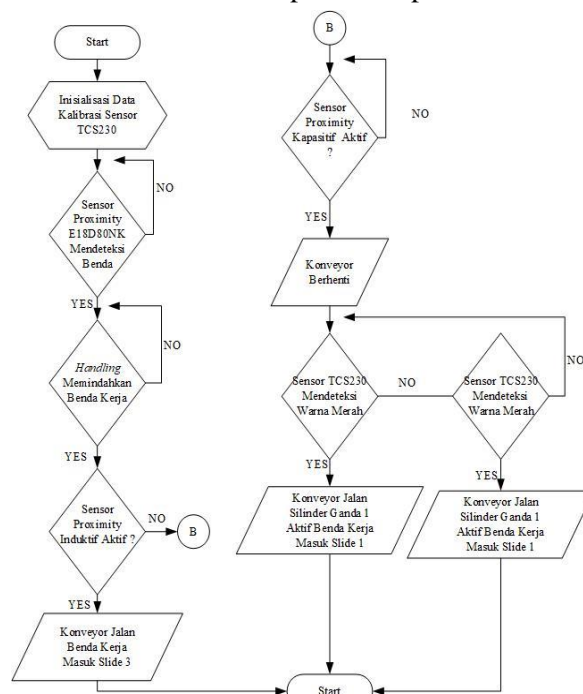 Start
Inisialisasi Data
Kalibrasi Sensor
TCS230
NO
Sensor
Proximity
E18D80NK
Mendeteksi
Benda
YES
NO
Handling
Memindahkan
Benda Kerja
YES
Sensor
Proximity
Induktif Aktif ?
NO
B
YES
Konveyor Jalan
Benda Kerja
Masuk Slide 3
B
Sensor
Proximity
Kapasitif Aktif
?
NO
YES
Konveyor
Berhenti
Sensor TCS230
Mendeteksi
Warna Merah
NO
Sensor TCS230
Mendeteksi
Warna Merah
NO
YES
Konveyor Jalan
Silinder Ganda 1
Aktif Benda Kerja
Masuk Slide 1
YES
Konveyor Jalan
Silinder Ganda 1
Aktif Benda Kerja
Masuk Slide 1
Start